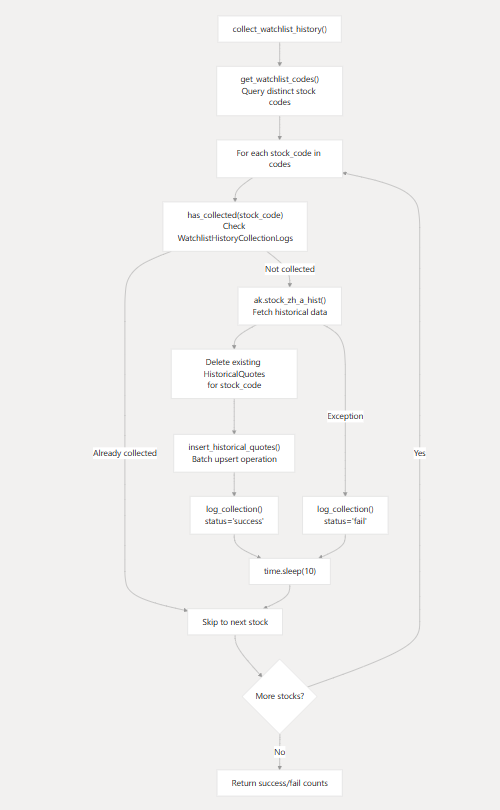 collect_watchlist_history()
get_watchlist_codes()
Query distinct stock
codes
For each stock_code in
codes
has_collected(stock_code)
Check
WatchlistHistoryCollectionLogs
Not collected
ak.stock_zh_a_hist()
Fetch historical data
Delete existing
HistoricalQuotes
for stock_code
Exception
insert_historical_quotes()
Batch upsert operation
Already collected
Yes
log_collection()
status='success'
log_collection()
status='fail'
time.sleep(10)
Skip to next stock
More stocks?
No
Return success/fail counts